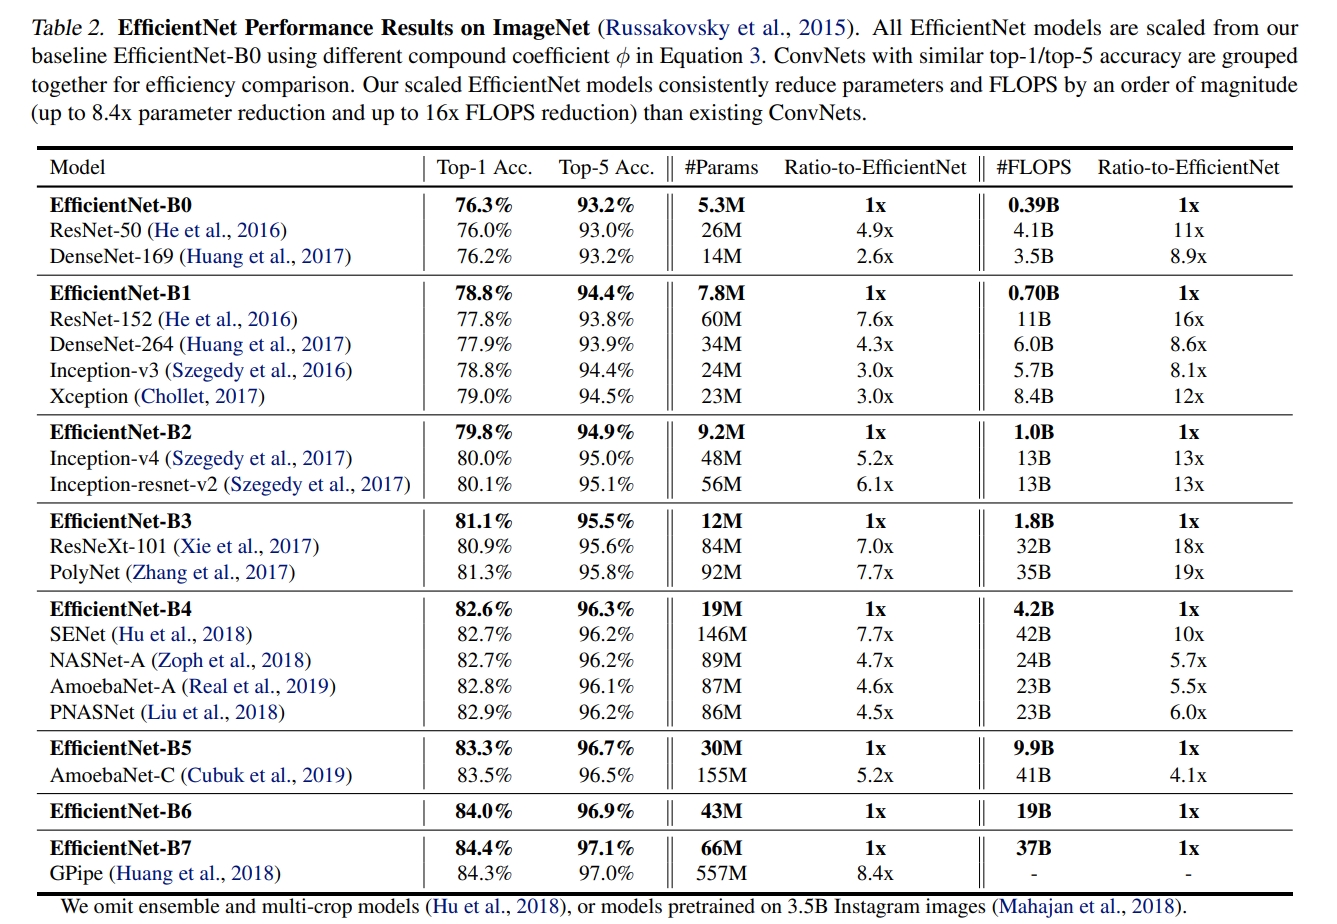 Table 2. EfficientNet Performance Results on ImageNet (Russakovsky et al., 2015). All EfficientNet models are scaled from our
baseline EfficientNet-B0 using different compound coefficient ϕ in Equation 3. ConvNets with similar top-1/top-5 accuracy are grouped
together for efficiency comparison. Our scaled EfficientNet models consistently reduce parameters and FLOPS by an order of magnitude
(up to 8.4x parameter reduction and up to 16x FLOPS reduction) than existing ConvNets.
Model Top-1 Acc. Top-5 Acc. #Params Ratio-to-EfficientNet #FLOPS Ratio-to-EfficientNet
EfficientNet-B0 76.3% 93.2% 5.3M 1x 0.39B 1x
ResNet-50 (He et al., 2016) 76.0% 93.0% 26M 4.9x 4.1B 11x
DenseNet-169 (Huang et al., 2017) 76.2% 93.2% 14M 2.6x 3.5B 8.9x
EfficientNet-B1 78.8% 94.4% 7.8M 1x 0.70B 1x
ResNet-152 (He et al., 2016) 77.8% 93.8% 60M 7.6x 11B 16x
DenseNet-264 (Huang et al., 2017) 77.9% 93.9% 34M 4.3x 6.0B 8.6x
Inception-v3 (Szegedy et al., 2016) 78.8% 94.4% 24M 3.0x 5.7B 8.1x
Xception (Chollet, 2017) 79.0% 94.5% 23M 3.0x 8.4B 12x
EfficientNet-B2 79.8% 94.9% 9.2M 1x 1.0B 1x
Inception-v4 (Szegedy et al., 2017) 80.0% 95.0% 48M 5.2x 13B 13x
Inception-resnet-v2 (Szegedy et al., 2017) 80.1% 95.1% 56M 6.1x 13B 13x
EfficientNet-B3 81.1% 95.5% 12M 1x 1.8B 1x
ResNeXt-101 (Xie et al., 2017) 80.9% 95.6% 84M 7.0x 32B 18x
PolyNet (Zhang et al., 2017) 81.3% 95.8% 92M 7.7x 35B 19x
EfficientNet-B4 82.6% 96.3% 19M 1x 4.2B 1x
SENet (Hu et al., 2018) 82.7% 96.2% 146M 7.7x 42B 10x
NASNet-A (Zoph et al., 2018) 82.7% 96.2% 89M 4.7x 24B 5.7x
AmoebaNet-A (Real et al., 2019) 82.8% 96.1% 87M 4.6x 23B 5.5x
PNASNet (Liu et al., 2018) 82.9% 96.2% 86M 4.5x 23B 6.0x
EfficientNet-B5 83.3% 96.7% 30M 1x 9.9B 1x
AmoebaNet-C (Cubuk et al., 2019) 83.5% 96.5% 155M 5.2x 41B 4.1x
EfficientNet-B6 84.0% 96.9% 43M 1x 19B 1x
EfficientNet-B7 84.4% 97.1% 66M 1x 37B 1x
GPipe (Huang et al., 2018) 84.3% 97.0% 557M 8.4x - -
We omit ensemble and multi-crop models (Hu et al., 2018), or models pretrained on 3.5B Instagram images (Mahajan et al., 2018).